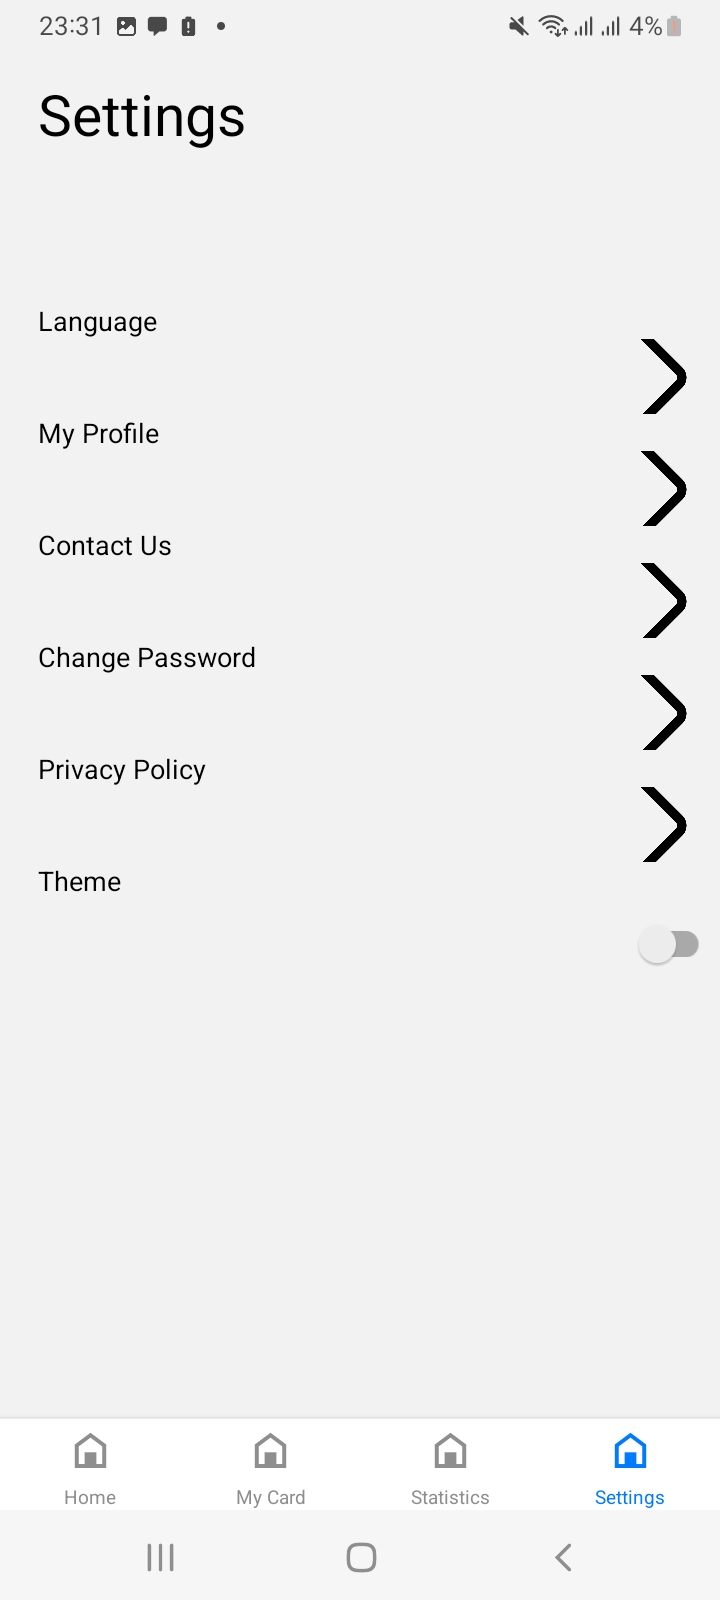 23:31 4%
Settings
Language
My Profile
Contact Us
Change Password
Privacy Policy
Theme
Home My Card Statistics Settings